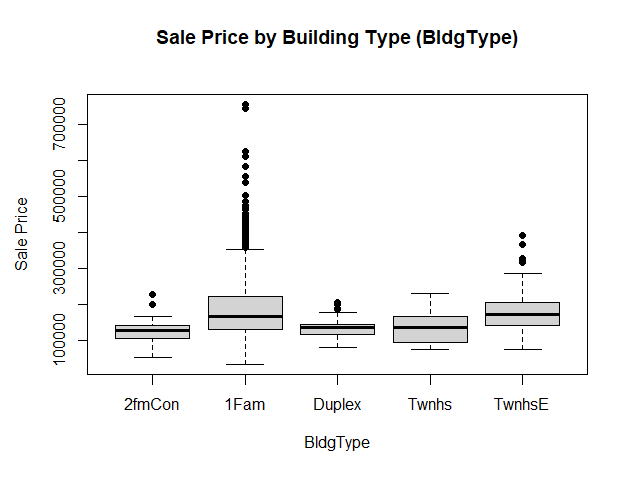 Sale Price by Building Type (BldgType)
Sale Price
700000
500000
300000
100000
2fmCon 1Fam Duplex Twnhs TwnhsE
BldgType